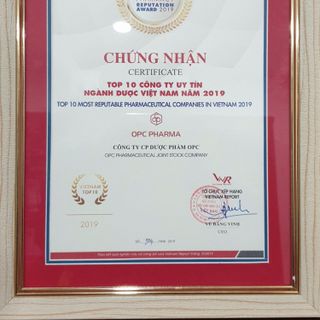 REPUTATION
AWARD 2019
CHỨNG NHẬN
CERTIFICATE
TOP 10 CÔNG TY UY TÍN
NGÀNH DƯỢC VIỆT NAM NĂM 2019
TOP 10 MOST REPUTABLE PHARMACEUTICAL COMPANIES IN VIETNAM 2019
OPC PHARMA
CÔNG TY CP DƯỢC PHẨM OPC
OPC PHARMACEUTICAL JOINT STOCK COMPANY
VNR
TỔ CHỨC XẾP HẠNG
VIETNAM REPORT
VIETNAM
TOP 10
2019
VŨ ĐĂNG VINH
CEO